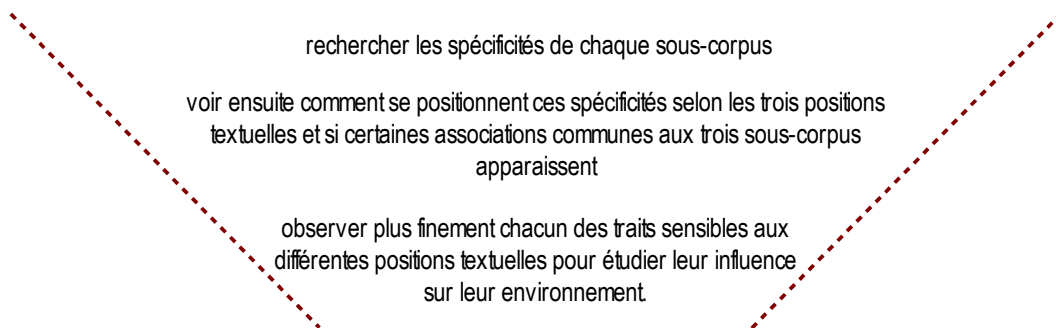 rechercher les spécificités de chaque sous-corpus
voir ensuite comment se positionnent ces spécificités selon les trois positions
textuelles et si certaines associations communes aux trois sous-corpus
apparaissent
observer plus finement chacun des traits sensibles aux
différentes positions textuelles pour étudier leur influence
sur leur environnement.